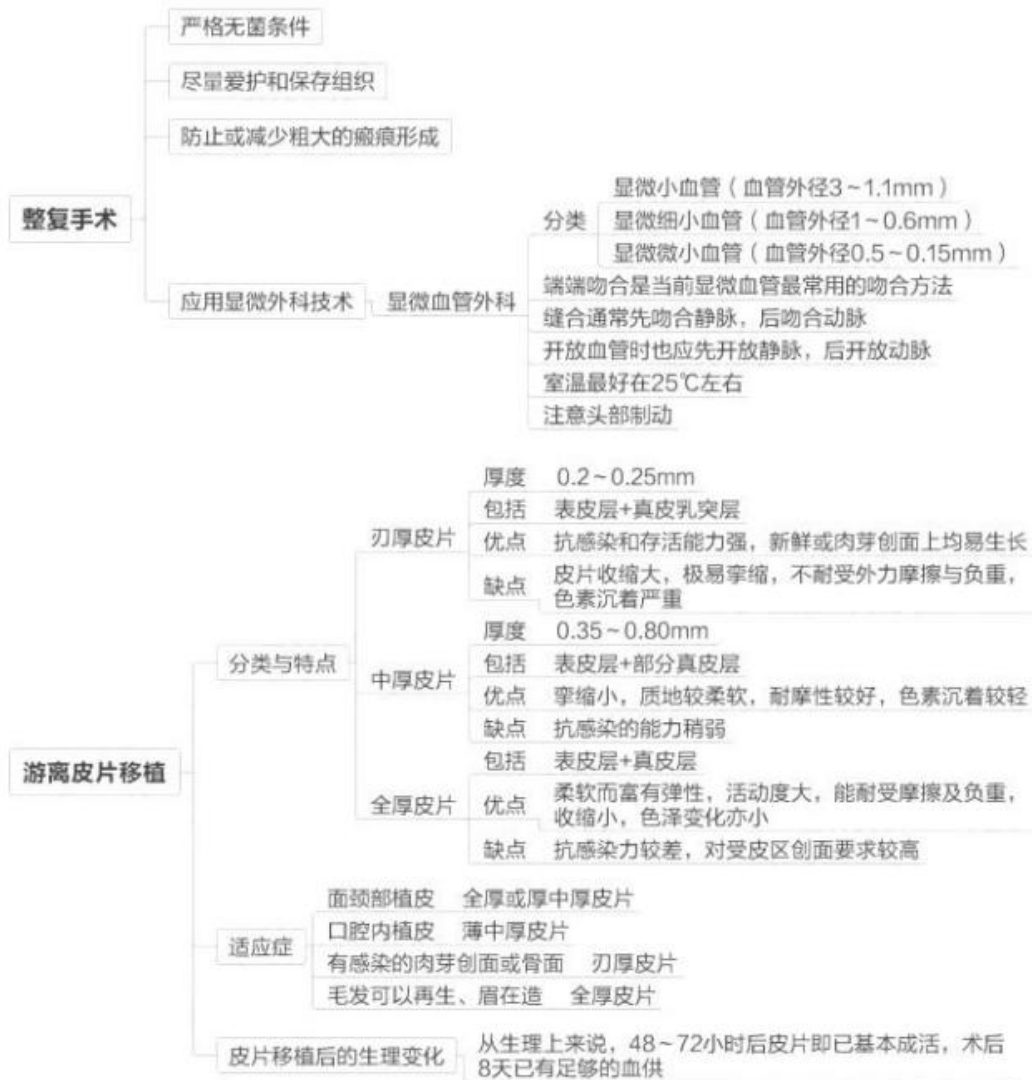 严格无菌条件
尽量爱护和保存组织
防止或减少粗大的瘢痕形成
整复手术
应用显微外科技术
显微血管外科
分类
显微小血管（血管外径3~1.1mm）
显微细小血管（血管外径1~0.6mm）
显微微小血管（血管外径0.5~0.15mm）
端端吻合是当前显微血管最常用的吻合方法
缝合通常先吻合静脉，后吻合动脉
开放血管时也应先开放静脉，后开放动脉
室温最好在25℃左右
注意头部制动
游离皮片移植
分类与特点
刃厚皮片
厚度 0.2~0.25mm
包括 表皮层+真皮乳突层
优点 抗感染和存活能力强，新鲜或肉芽创面上均易生长
缺点 皮片收缩大，极易挛缩，不耐受外力摩擦与负重，
色素沉着严重
中厚皮片
厚度 0.35~0.80mm
包括 表皮层+部分真皮层
优点 挛缩小，质地较柔软，耐摩性较好，色素沉着较轻
缺点 抗感染的能力稍弱
全厚皮片
包括 表皮层+真皮层
优点 柔软而富有弹性，活动度大，能耐受摩擦及负重，
收缩小，色泽变化亦小
缺点 抗感染力较差，对受皮区创面要求较高
适应症
面颈部植皮 全厚或厚中厚皮片
口腔内植皮 薄中厚皮片
有感染的肉芽创面或骨面 刃厚皮片
毛发可以再生、眉在造 全厚皮片
皮片移植后的生理变化
从生理上来说，48~72小时后皮片即已基本成活，术后
8天已有足够的血供